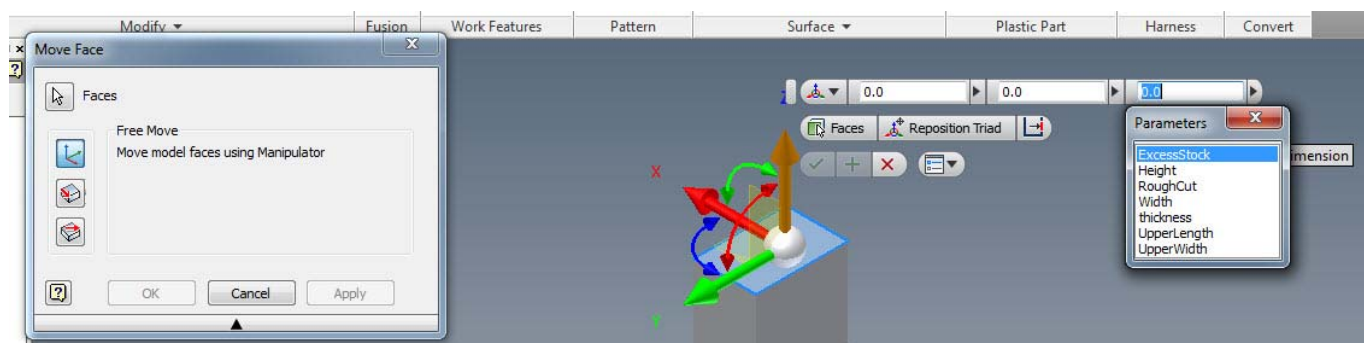 Modify Fusion Work Features Pattern Surface Plastic Part Harness Convert
Move Face
Faces
Free Move
Move model faces using Manipulator
OK Cancel Apply
Z 0.0 0.0 0.0
Faces Reposition Triad
X
Y
Parameters
ExcessStock
Height
RoughCut
Width
thickness
UpperLength
UpperWidth
imension